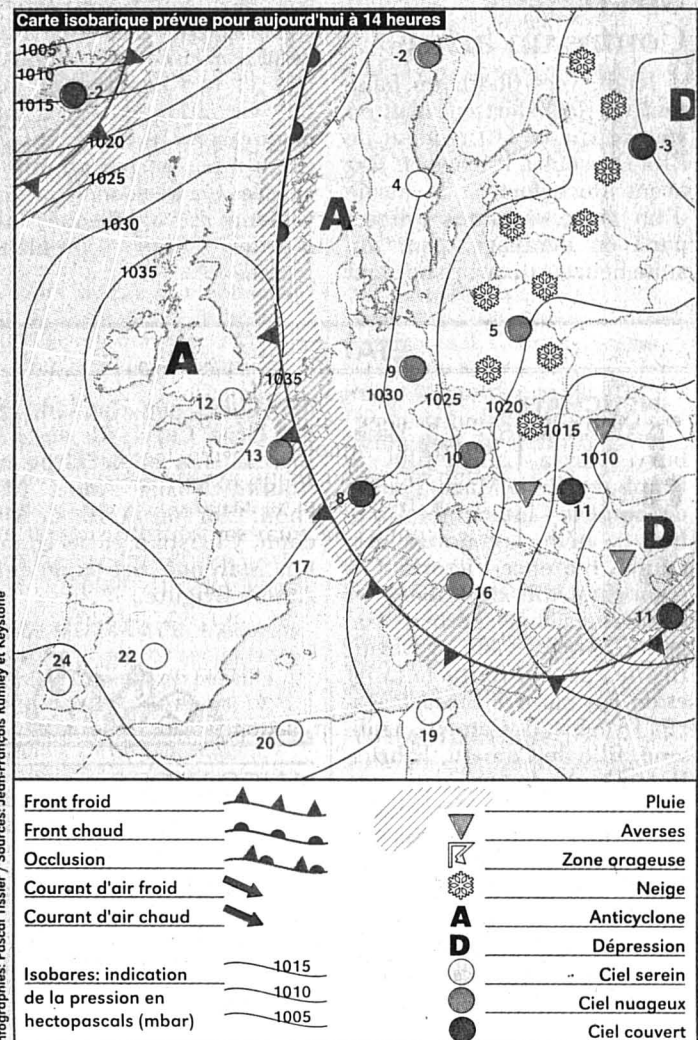 Carte isobarique prévue pour aujourd'hui à 14 heures
1005
1010
1015
-2
-2
D
-3
1020
1025
4
1030
A
1035
A
5
1035
9
12
1030
1025
1020
1015
13
10
1010
8
11
D
17
16
11
22
24
20
19
Front froid
Front chaud
Occlusion
Courant d'air froid
Courant d'air chaud
Isobares: indication
de la pression en
hectopascals (mbar)
1015
1010
1005
Pluie
Averses
Zone orageuse
Neige
A Anticyclone
D Dépression
Ciel serein
Ciel nuageux
Ciel couvert